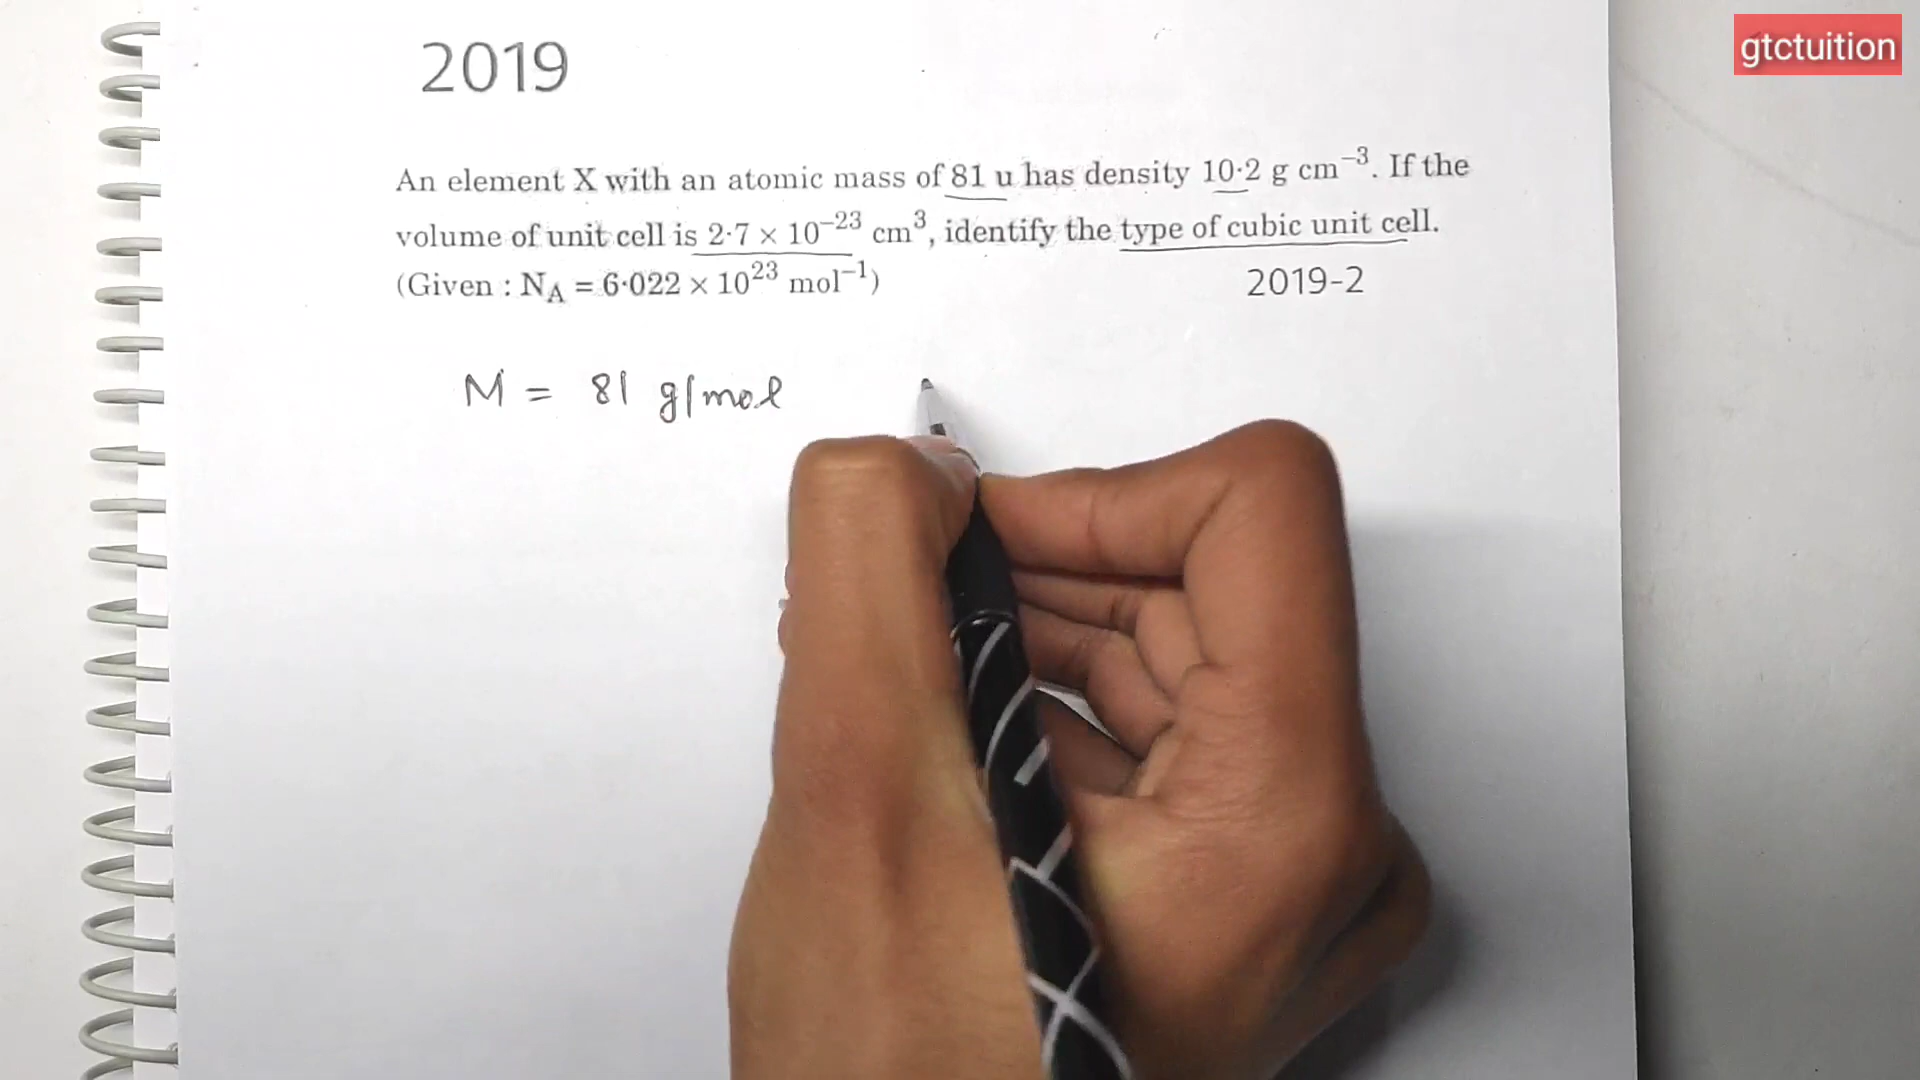 gtctuition
2019
An element X with an atomic mass of 81 u has density 10·2 g cm⁻³. If the
volume of unit cell is 2·7 × 10⁻²³ cm³, identify the type of cubic unit cell.
(Given : N_A = 6·022 × 10²³ mol⁻¹)
2019-2
M = 81 g/mol